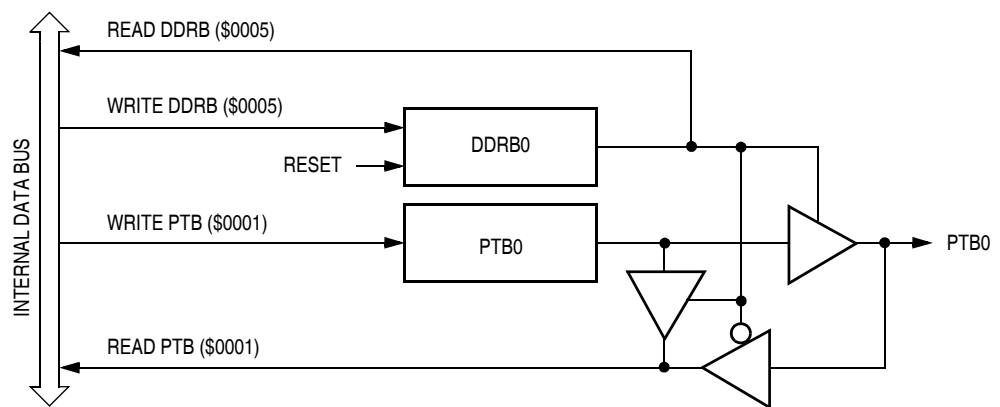 READ DDRB ($0005)
WRITE DDRB ($0005)
DDRB0
RESET
INTERNAL DATA BUS
WRITE PTB ($0001)
PTB0
PTB0
READ PTB ($0001)